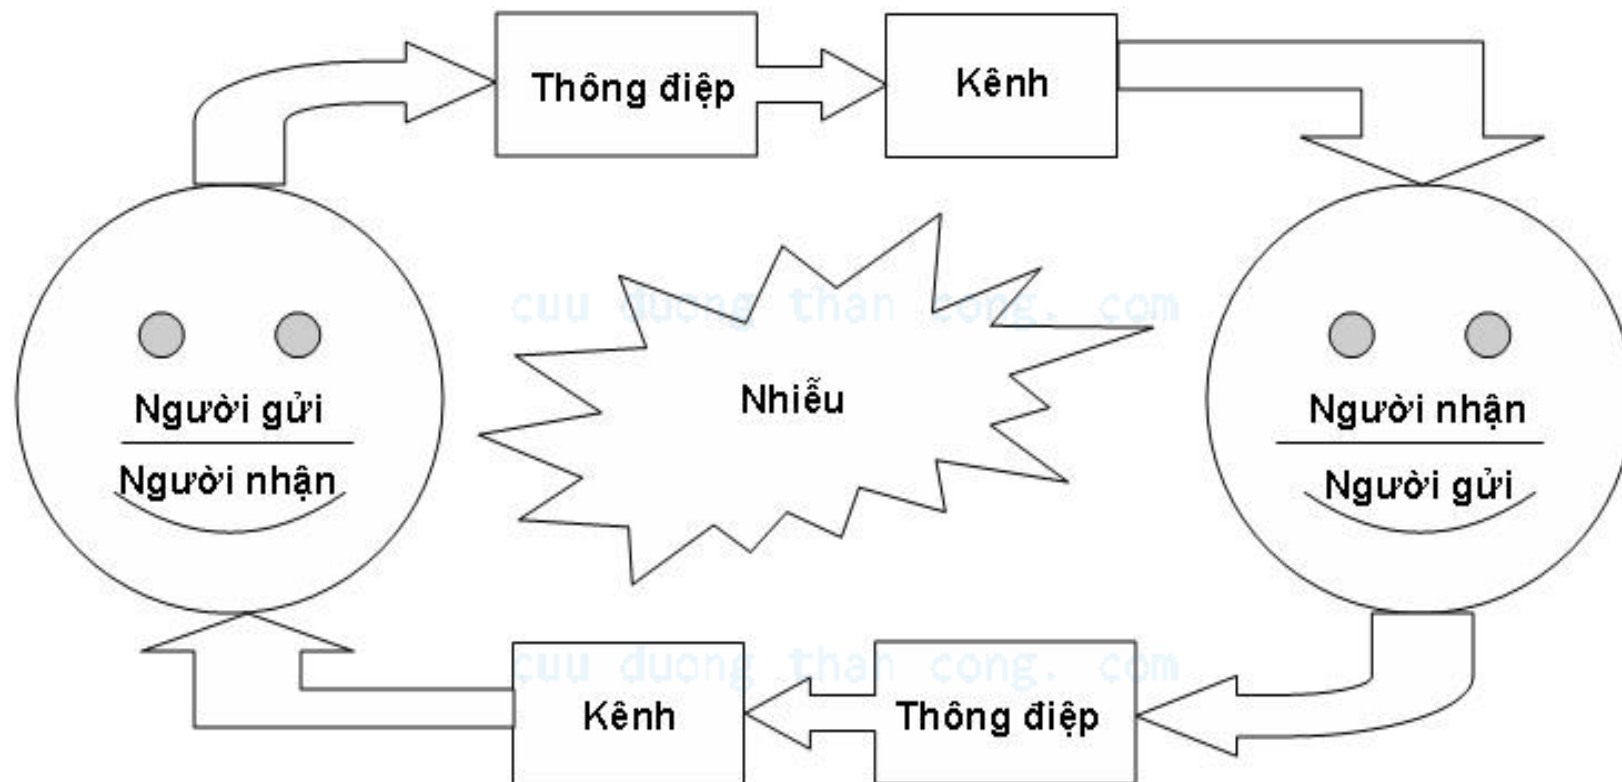 Thông điệp
Kênh
cuu duong than cong. com
Nhiễu
Người gửi
Người nhận
Người nhận
Người gửi
cuu duong than cong. com
Kênh
Thông điệp